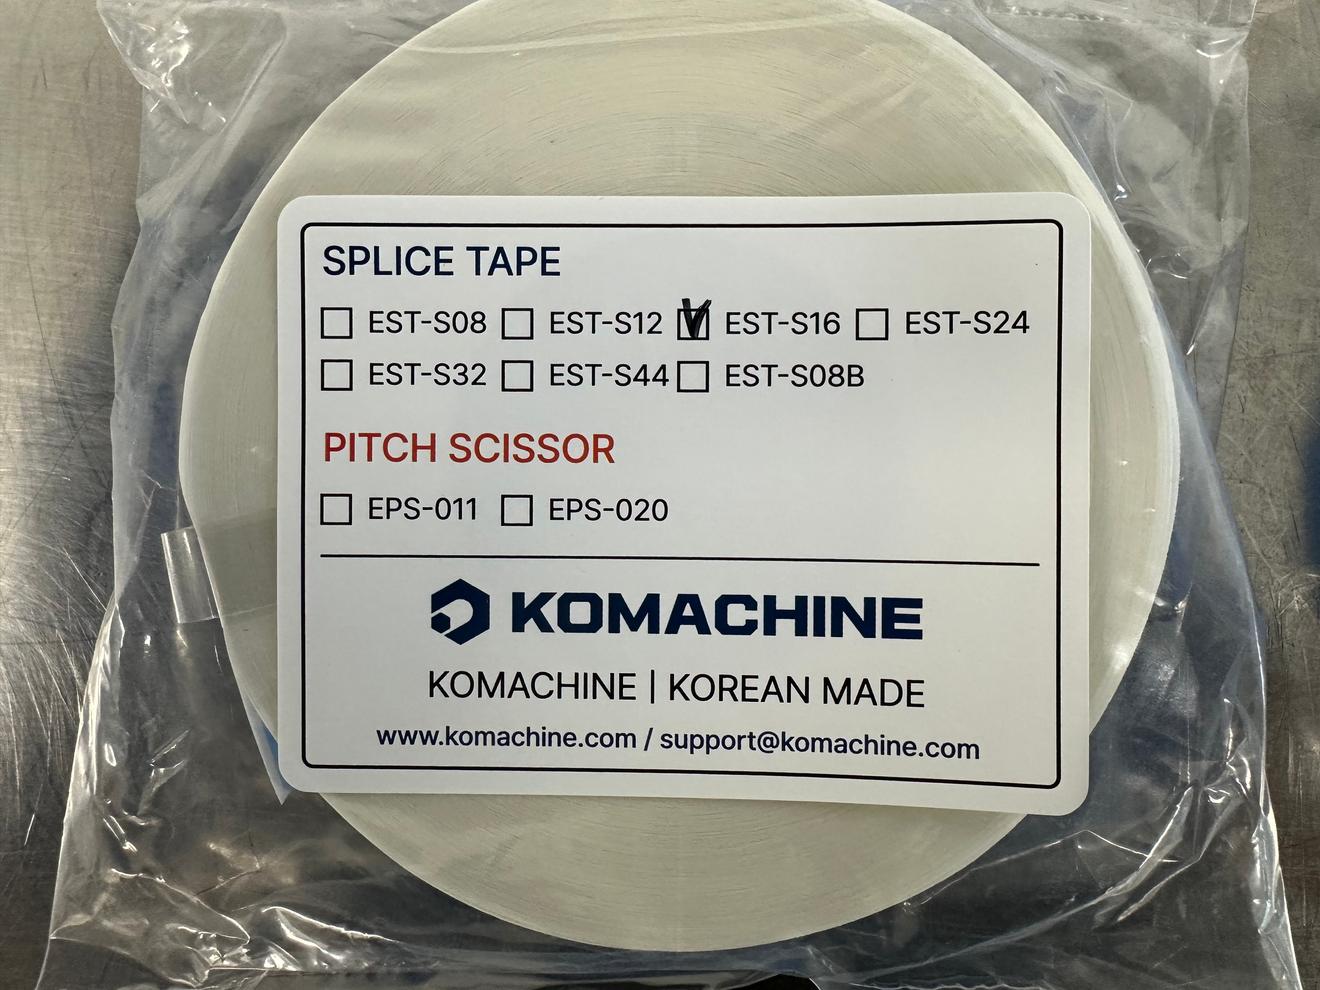 SPLICE TAPE
EST-S08 EST-S12 EST-S16 EST-S24
EST-S32 EST-S44 EST-S08B
PITCH SCISSOR
EPS-011 EPS-020
KOMACHINE
KOMACHINE | KOREAN MADE
www.komachine.com / support@komachine.com